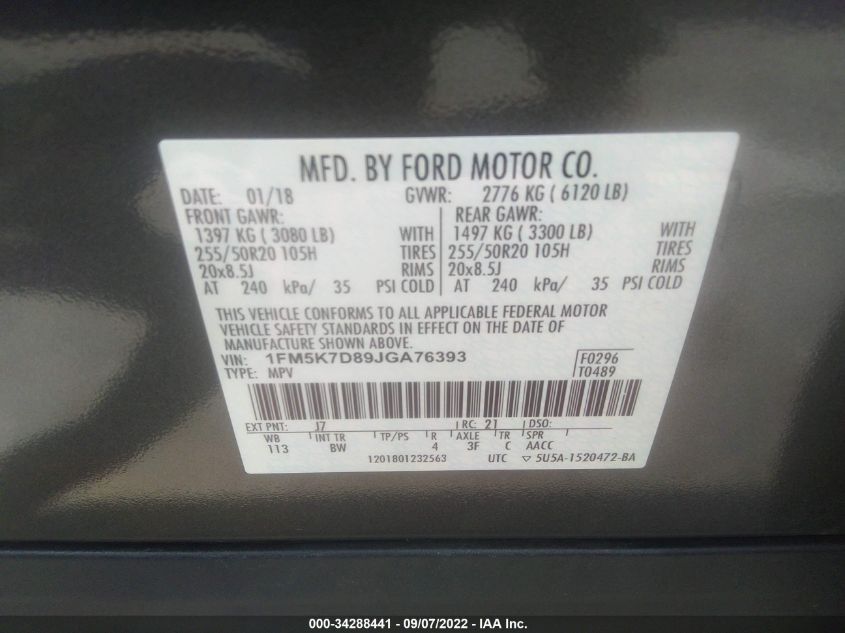 MFD. BY FORD MOTOR CO.
DATE: 01/18 GVWR: 2776 KG ( 6120 LB)
FRONT GAWR: REAR GAWR:
1397 KG ( 3080 LB) WITH 1497 KG ( 3300 LB) WITH
255/50R20 105H TIRES 255/50R20 105H TIRES
20x8.5J RIMS 20x8.5J RIMS
AT 240 kPa/ 35 PSI COLD AT 240 kPa/ 35 PSI COLD
THIS VEHICLE CONFORMS TO ALL APPLICABLE FEDERAL MOTOR
VEHICLE SAFETY STANDARDS IN EFFECT ON THE DATE OF
MANUFACTURE SHOWN ABOVE.
VIN: 1FM5K7D89JGA76393 F0296
TYPE: MPV T0489
EXT PNT: J7 RC: 21 DSO:
WB INT TR TP/PS R AXLE TR SPR
113 BW 4 3F C AACC
1201801232563 UTC ▽ 5U5A-1520472-BA
000-34288441 - 09/07/2022 - IAA Inc.